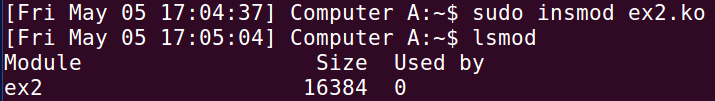 [Fri May 05 17:04:37] Computer A:~$ sudo insmod ex2.ko
[Fri May 05 17:05:04] Computer A:~$ lsmod
Module                  Size  Used by
ex2                    16384  0